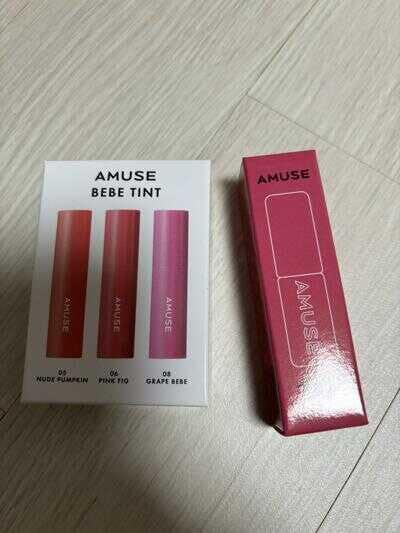 AMUSE
BEBE TINT
AMUSE
AMUSE
AMUSE
05
NUDE PUMPKIN
06
PINK FIG
08
GRAPE BEBE
AMUSE
AMUSE